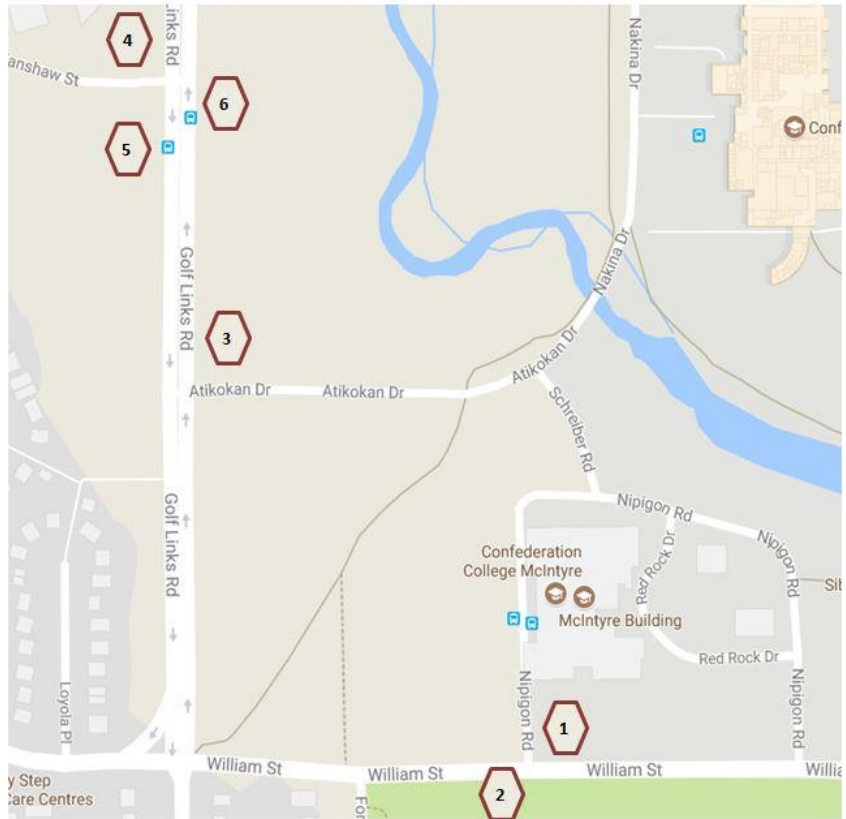 Links Rd
4
anshaw St
6
5
Nakina Dr
Conf
Golf Links Rd
Nakina Dr
3
Atikokan Dr
Atikokan Dr
Atikokan Dr
Schreiber Rd
Nipigon Rd
Golf Links Rd
Nipigon Rd
Confederation
College McIntyre
Red Rock Dr
Sit
McIntyre Building
Red Rock Dr
Loyola Pl
Nipigon Rd
Nipigon Rd
1
William St
William St
William St
Willia
y Step
Care Centres
2
For